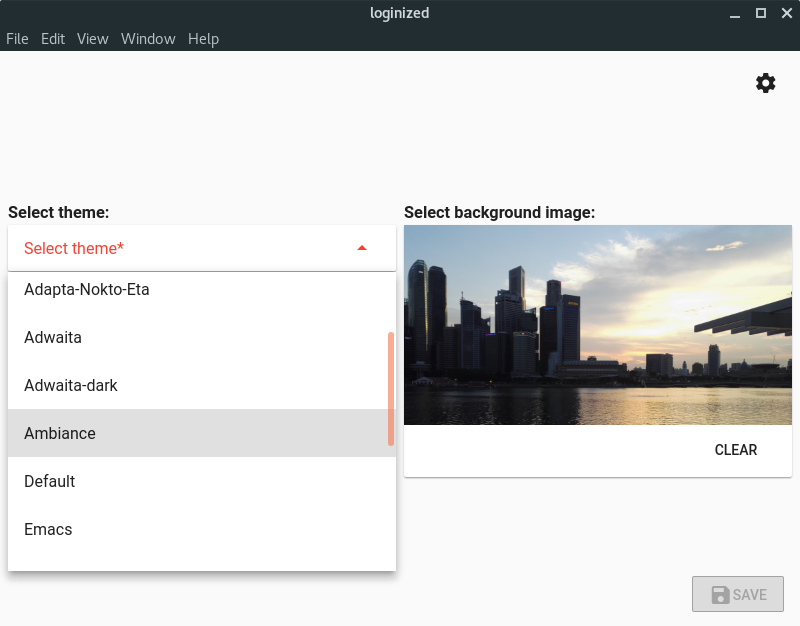 loginized
File Edit View Window Help
Select theme:
Select theme*
Adapta-Nokto-Eta
Adwaita
Adwaita-dark
Ambiance
Default
Emacs
Select background image:
CLEAR
SAVE